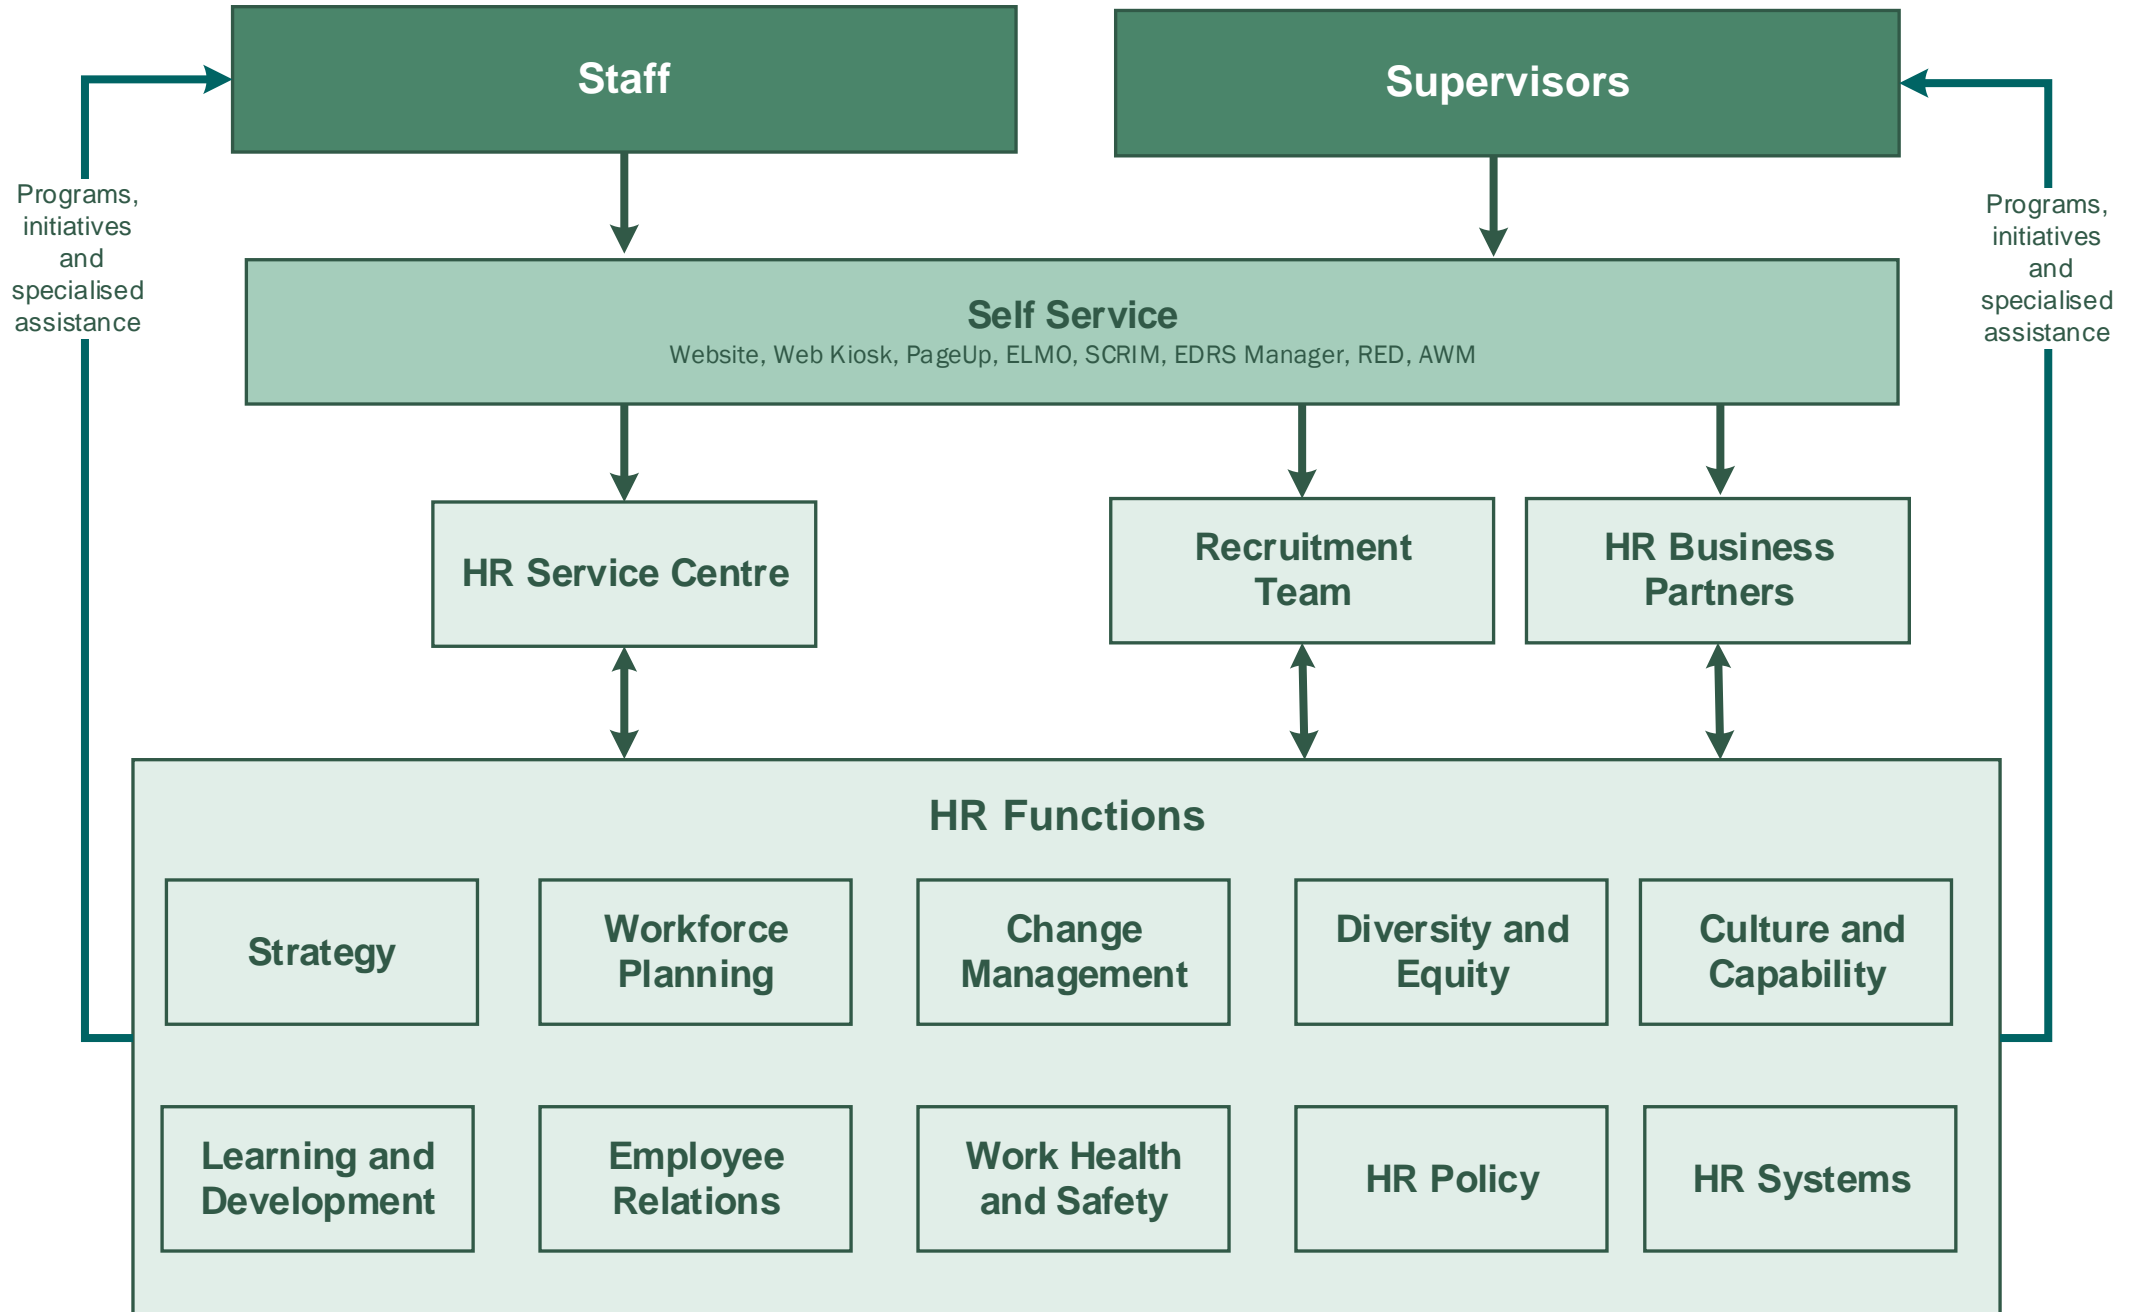 Staff
Supervisors
Programs,
initiatives
and
specialised
assistance
Programs,
initiatives
and
specialised
assistance
Self Service
Website, Web Kiosk, PageUp, ELMO, SCRIM, EDRS Manager, RED, AWM
HR Service Centre
Recruitment
Team
HR Business
Partners
HR Functions
Strategy
Workforce
Planning
Change
Management
Diversity and
Equity
Culture and
Capability
Learning and
Development
Employee
Relations
Work Health
and Safety
HR Policy
HR Systems